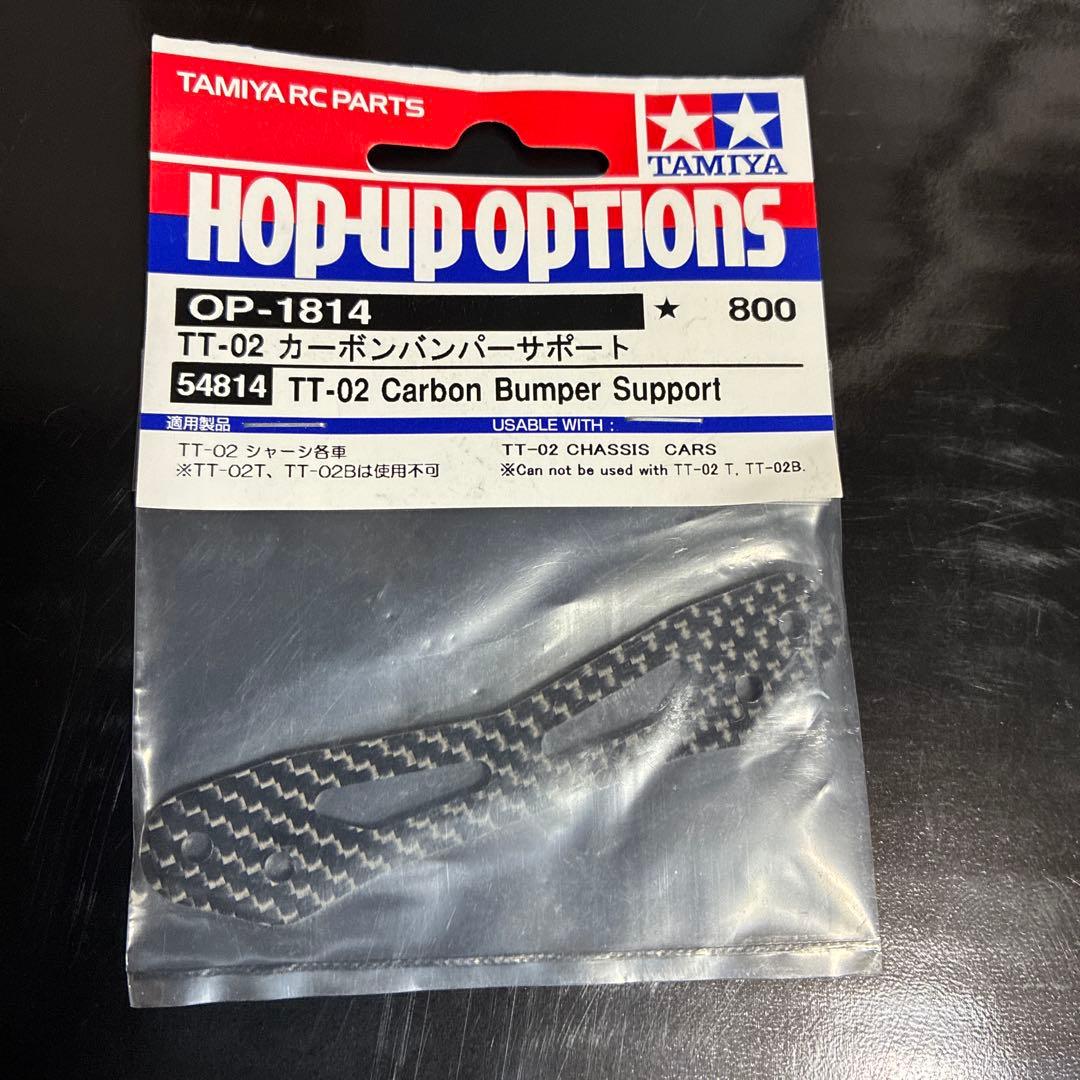 TAMIYA RC PARTS
TAMIYA
HOP-UP OPTIONS
OP-1814 ★ 800
TT-02 カーボンバンパーサポート
54814 TT-02 Carbon Bumper Support
適用製品 USABLE WITH :
TT-02 シャーシ各車 TT-02 CHASSIS CARS
※TT-02T、TT-02Bは使用不可 ※Can not be used with TT-02 T, TT-02B.